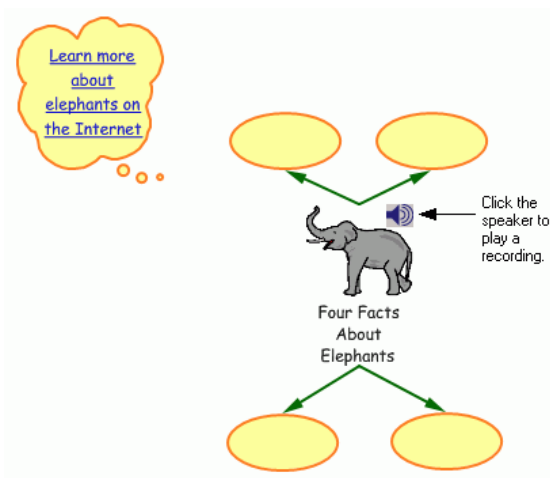 Learn more
about
elephants on
the Internet
Click the
speaker to
play a
recording.
Four Facts
About
Elephants